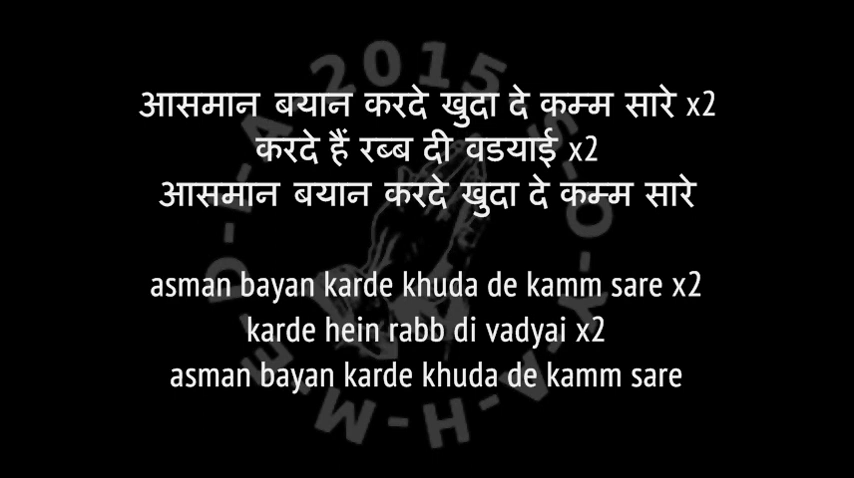 आसमान बयान करदे खुदा दे कम्म सारे x2
करदे हैं रब्ब दी वडयाई x2
आसमान बयान करदे खुदा दे कम्म सारे
asman bayan karde khuda de kamm sare x2
karde hein rabb di vadyai x2
asman bayan karde khuda de kamm sare
2015